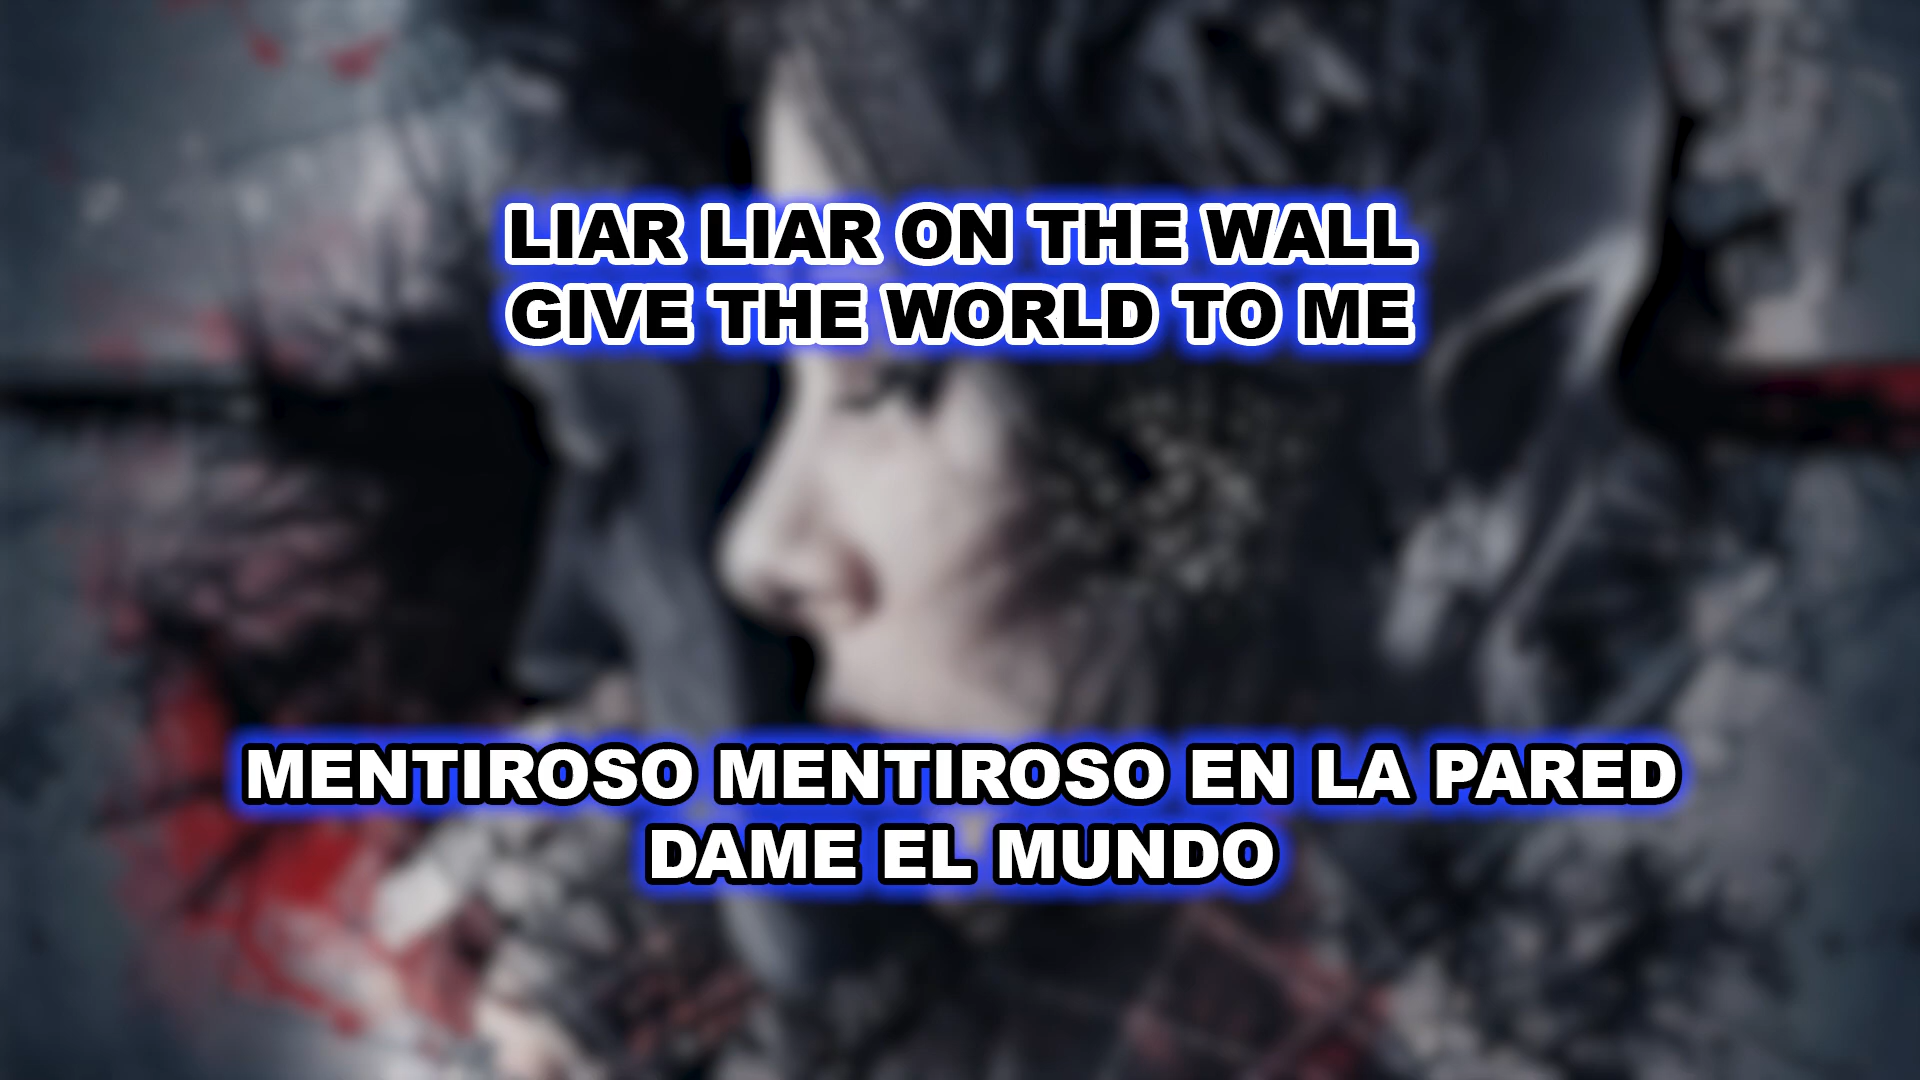 LIAR LIAR ON THE WALL
GIVE THE WORLD TO ME
MENTIROSO MENTIROSO EN LA PARED
DAME EL MUNDO